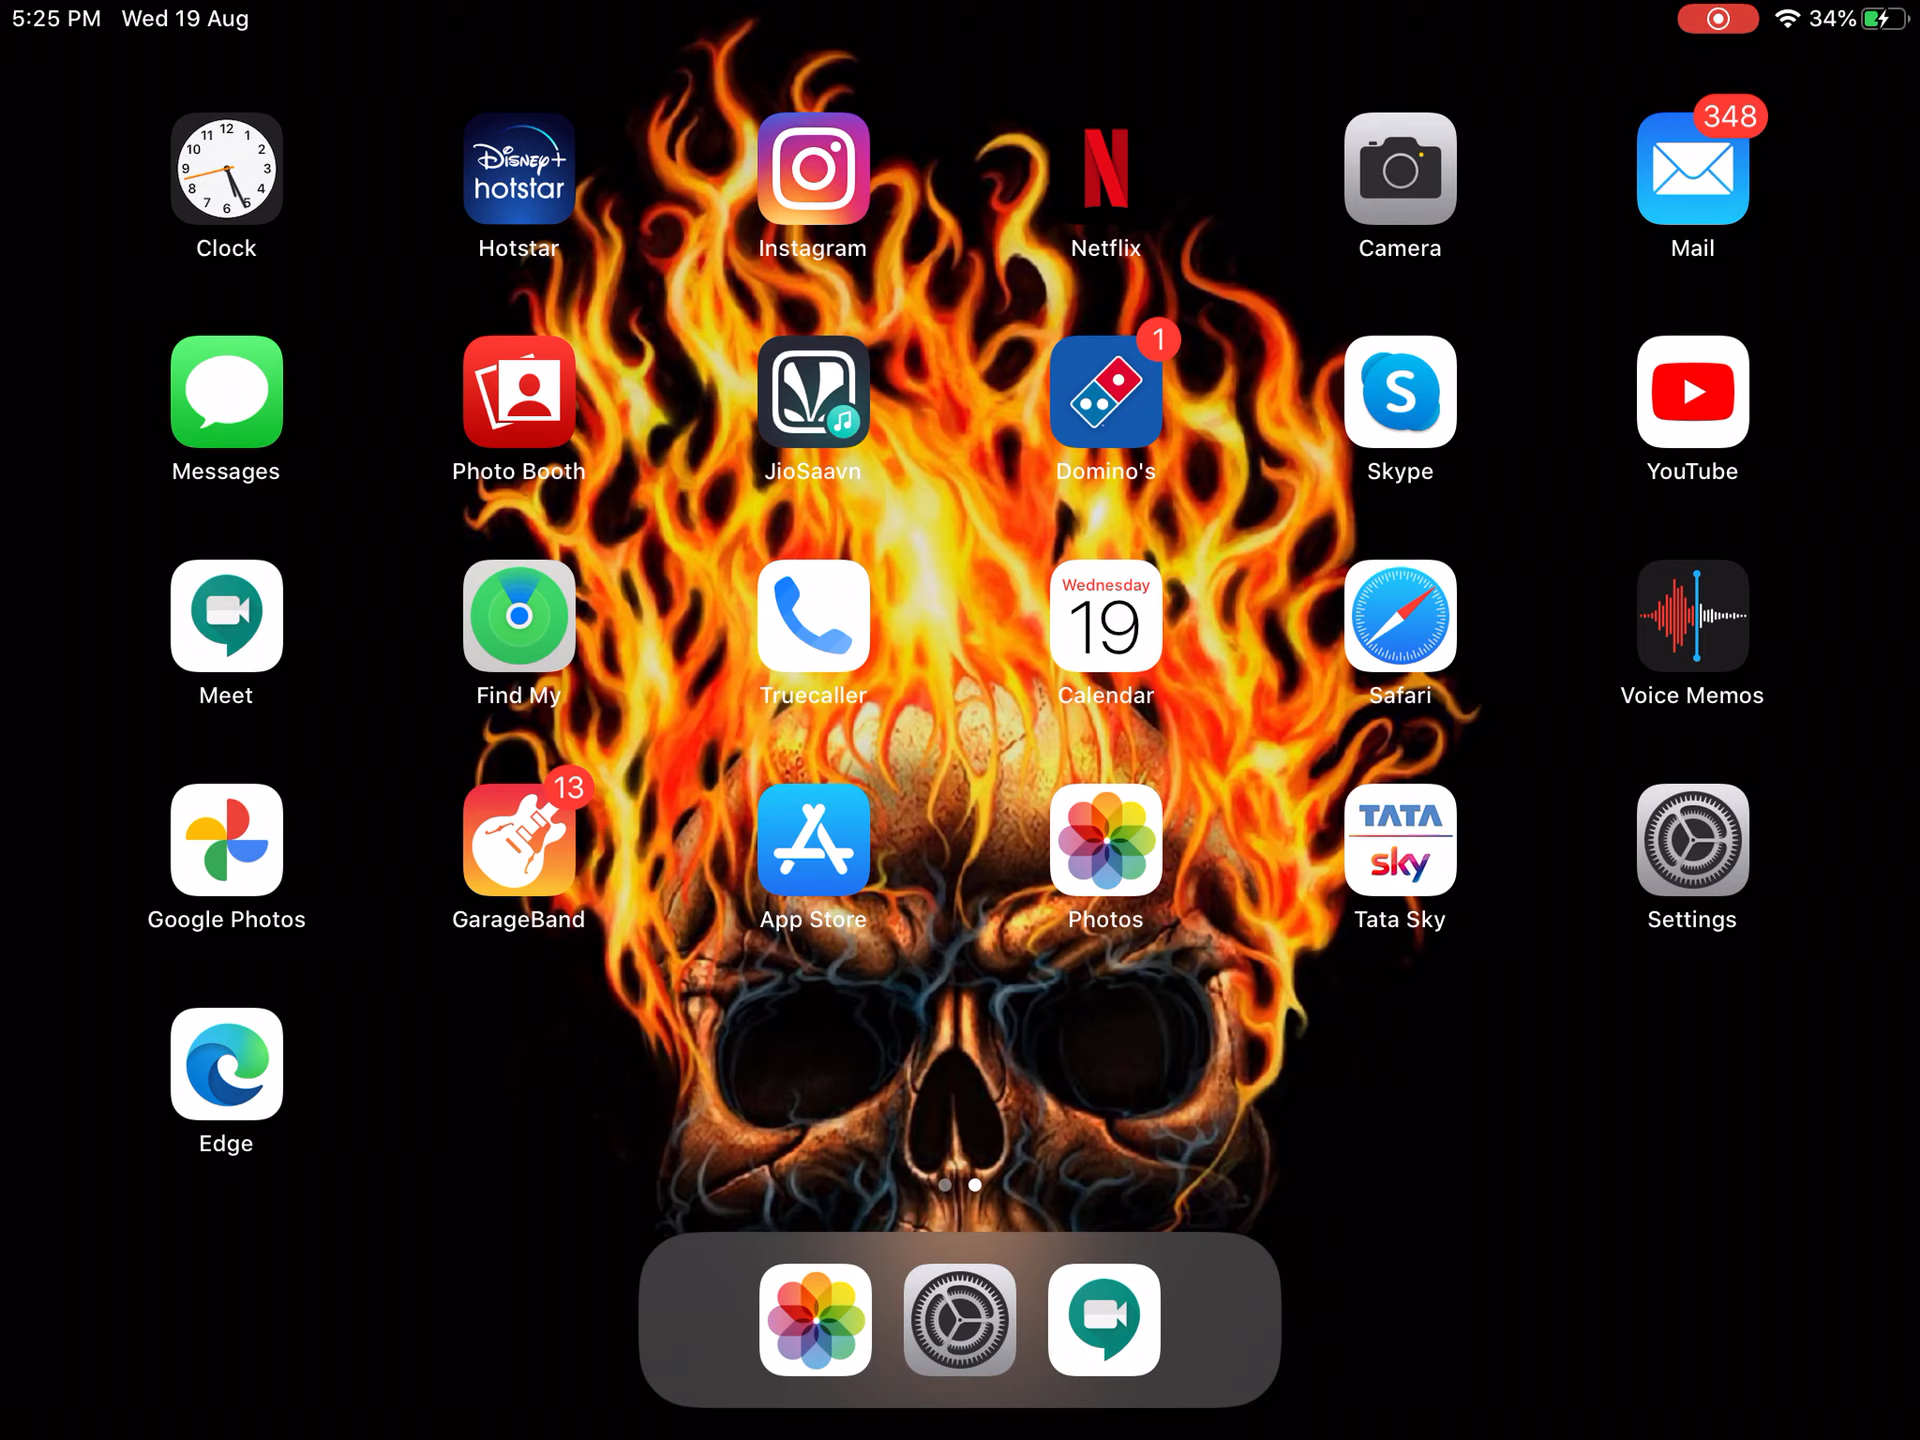 5:25 PM Wed 19 Aug 34%
12
11 1
10 2
9 3
8 4
7 6 5
Disney+
hotstar
N
348
Clock Hotstar Instagram Netflix Camera Mail
1
S
Messages Photo Booth JioSaavn Domino's Skype YouTube
Wednesday
19
Meet Find My Truecaller Calendar Safari Voice Memos
13
TATA
sky
Google Photos GarageBand App Store Photos Tata Sky Settings
Edge